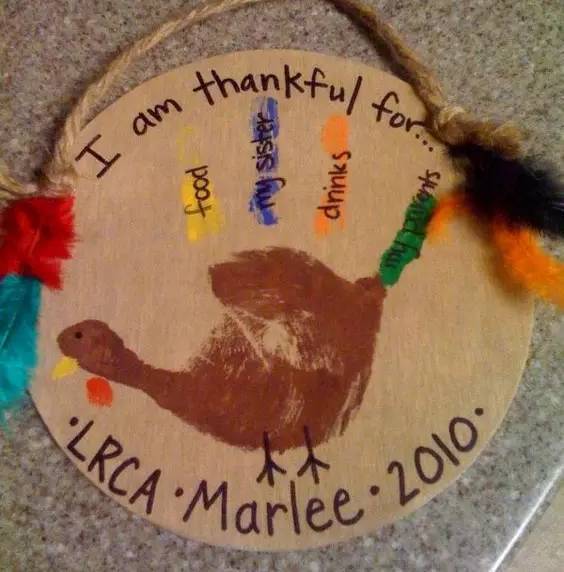 I am thankful for...
food
my sister
drinks
my parents
·LRCA·Marlee·2010·